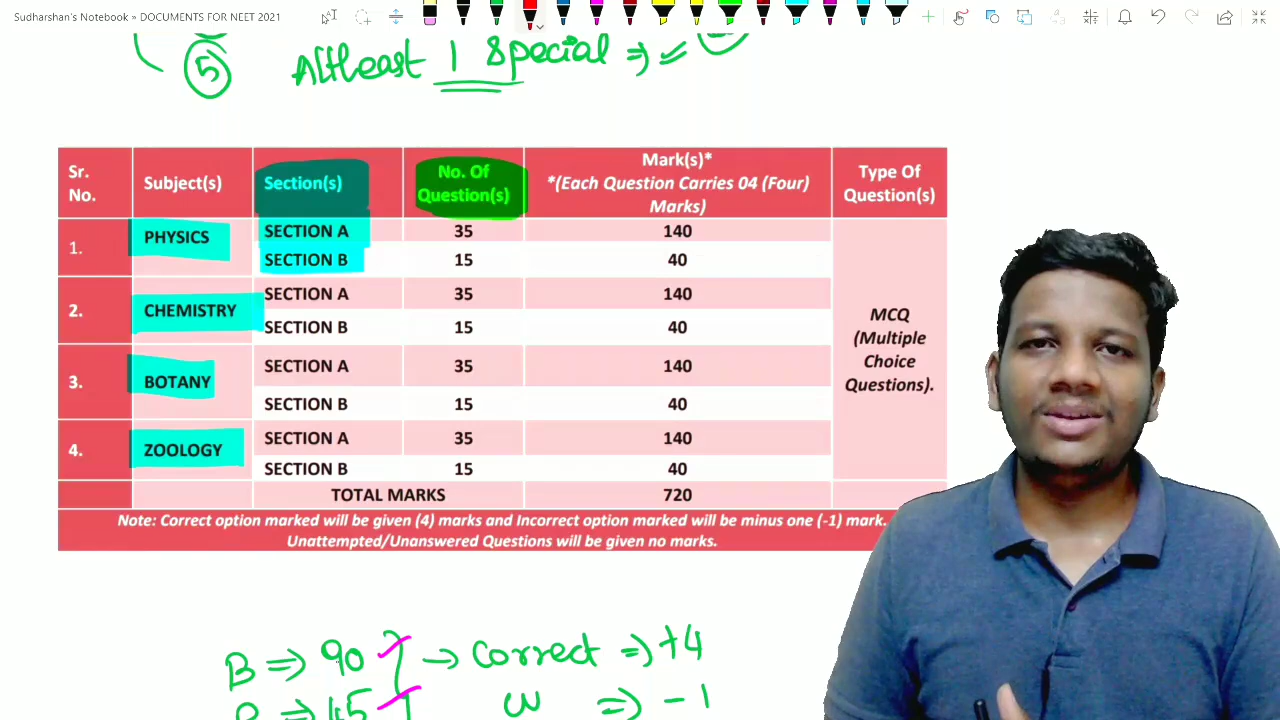 Sudharshan's Notebook » DOCUMENTS FOR NEET 2021
5 Altleast 1 Special =>
Sr. No. Subject(s) Section(s) No. Of Question(s) Mark(s)* *(Each Question Carries 04 (Four) Marks) Type Of Question(s)
1. PHYSICS SECTION A 35 140
SECTION B 15 40
2. CHEMISTRY SECTION A 35 140
SECTION B 15 40
MCQ (Multiple Choice Questions).
3. BOTANY SECTION A 35 140
SECTION B 15 40
4. ZOOLOGY SECTION A 35 140
SECTION B 15 40
TOTAL MARKS 720
Note: Correct option marked will be given (4) marks and Incorrect option marked will be minus one (-1) mark.
Unattempted/Unanswered Questions will be given no marks.
B => 90 → Correct => +4
45 W => -1